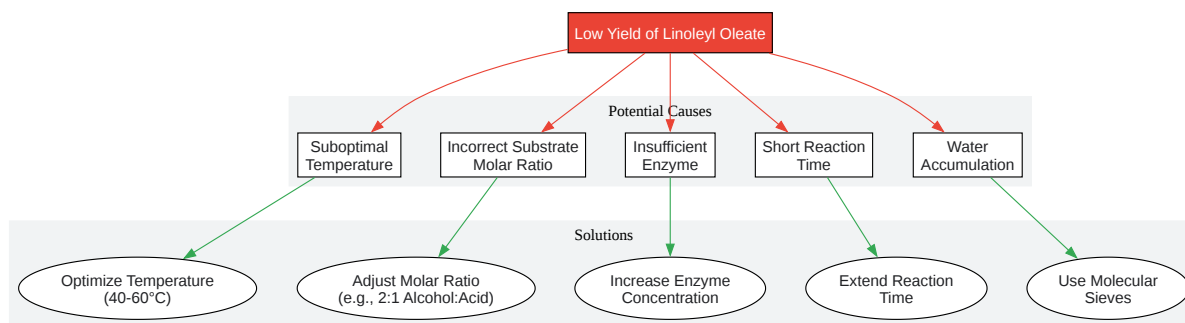 Low Yield of Linoleyl Oleate
Potential Causes
Suboptimal
Temperature
Incorrect Substrate
Molar Ratio
Insufficient
Enzyme
Short Reaction
Time
Water
Accumulation
Solutions
Optimize Temperature
(40-60°C)
Adjust Molar Ratio
(e.g., 2:1 Alcohol:Acid)
Increase Enzyme
Concentration
Extend Reaction
Time
Use Molecular
Sieves